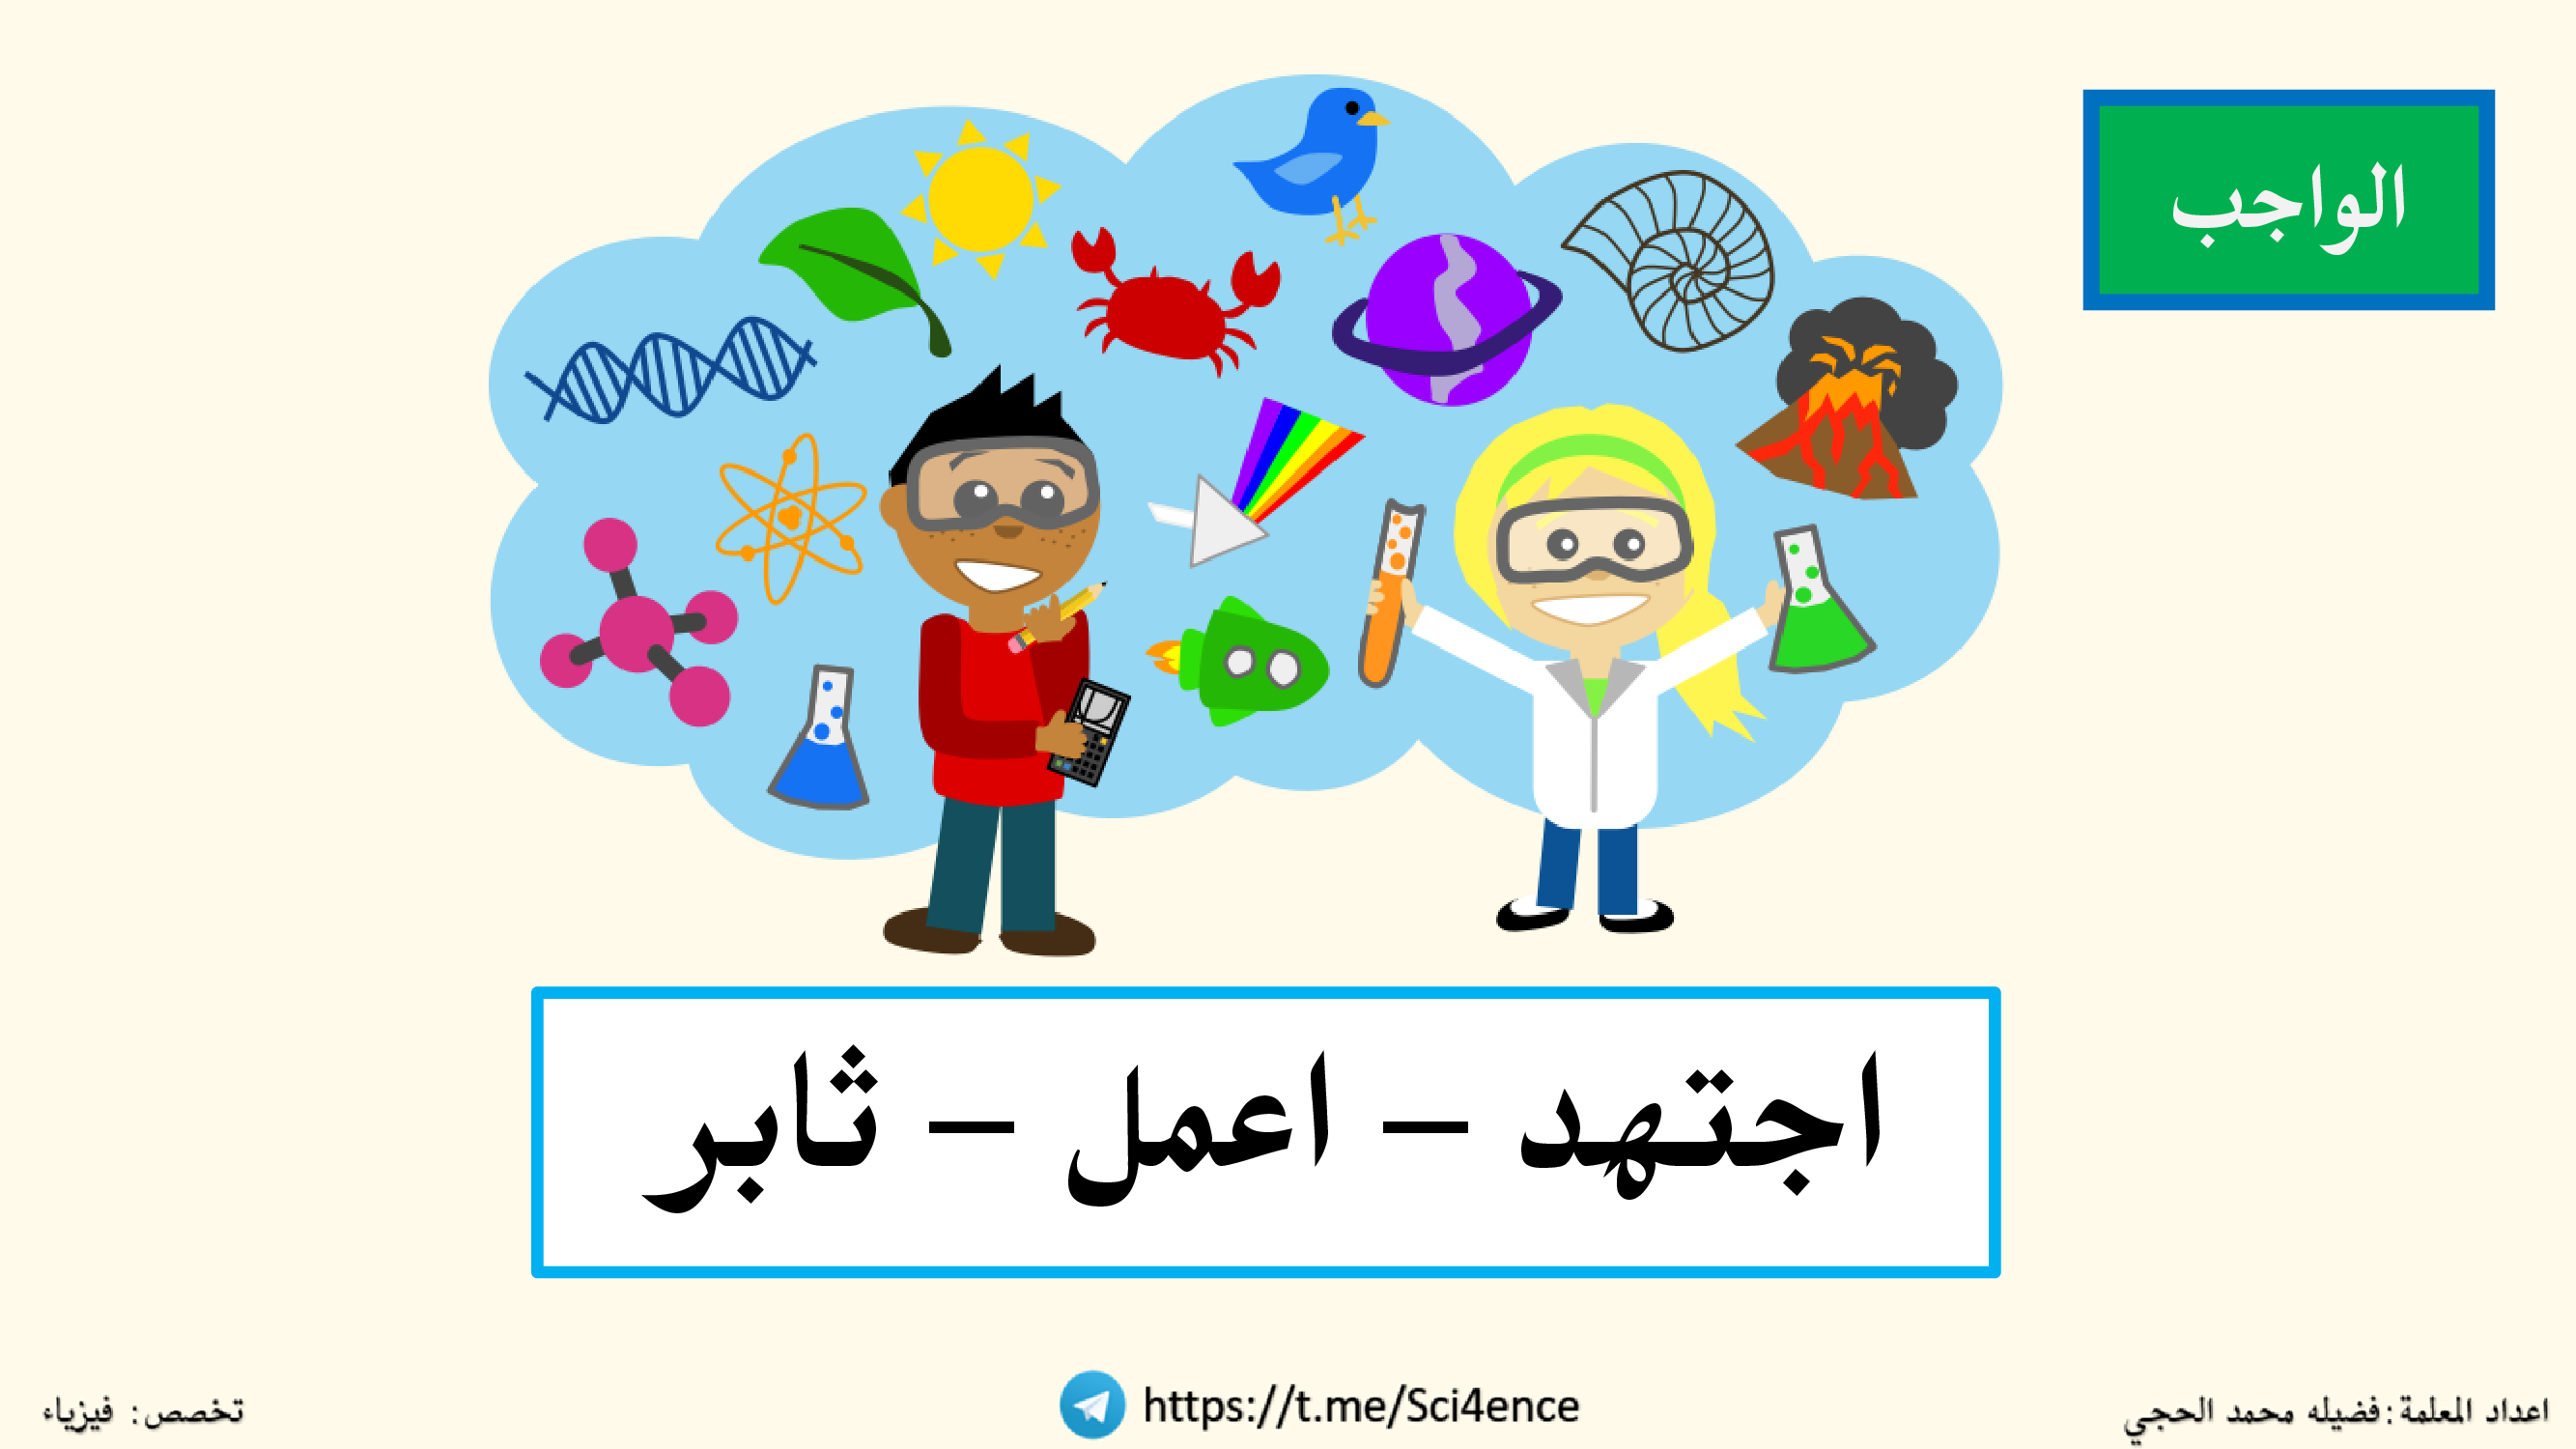 الواجب
اجتهد – اعمل – ثابر
اعداد المعلمة:فضيله محمد الحجي
https://t.me/Sci4ence
تخصص: فيزياء